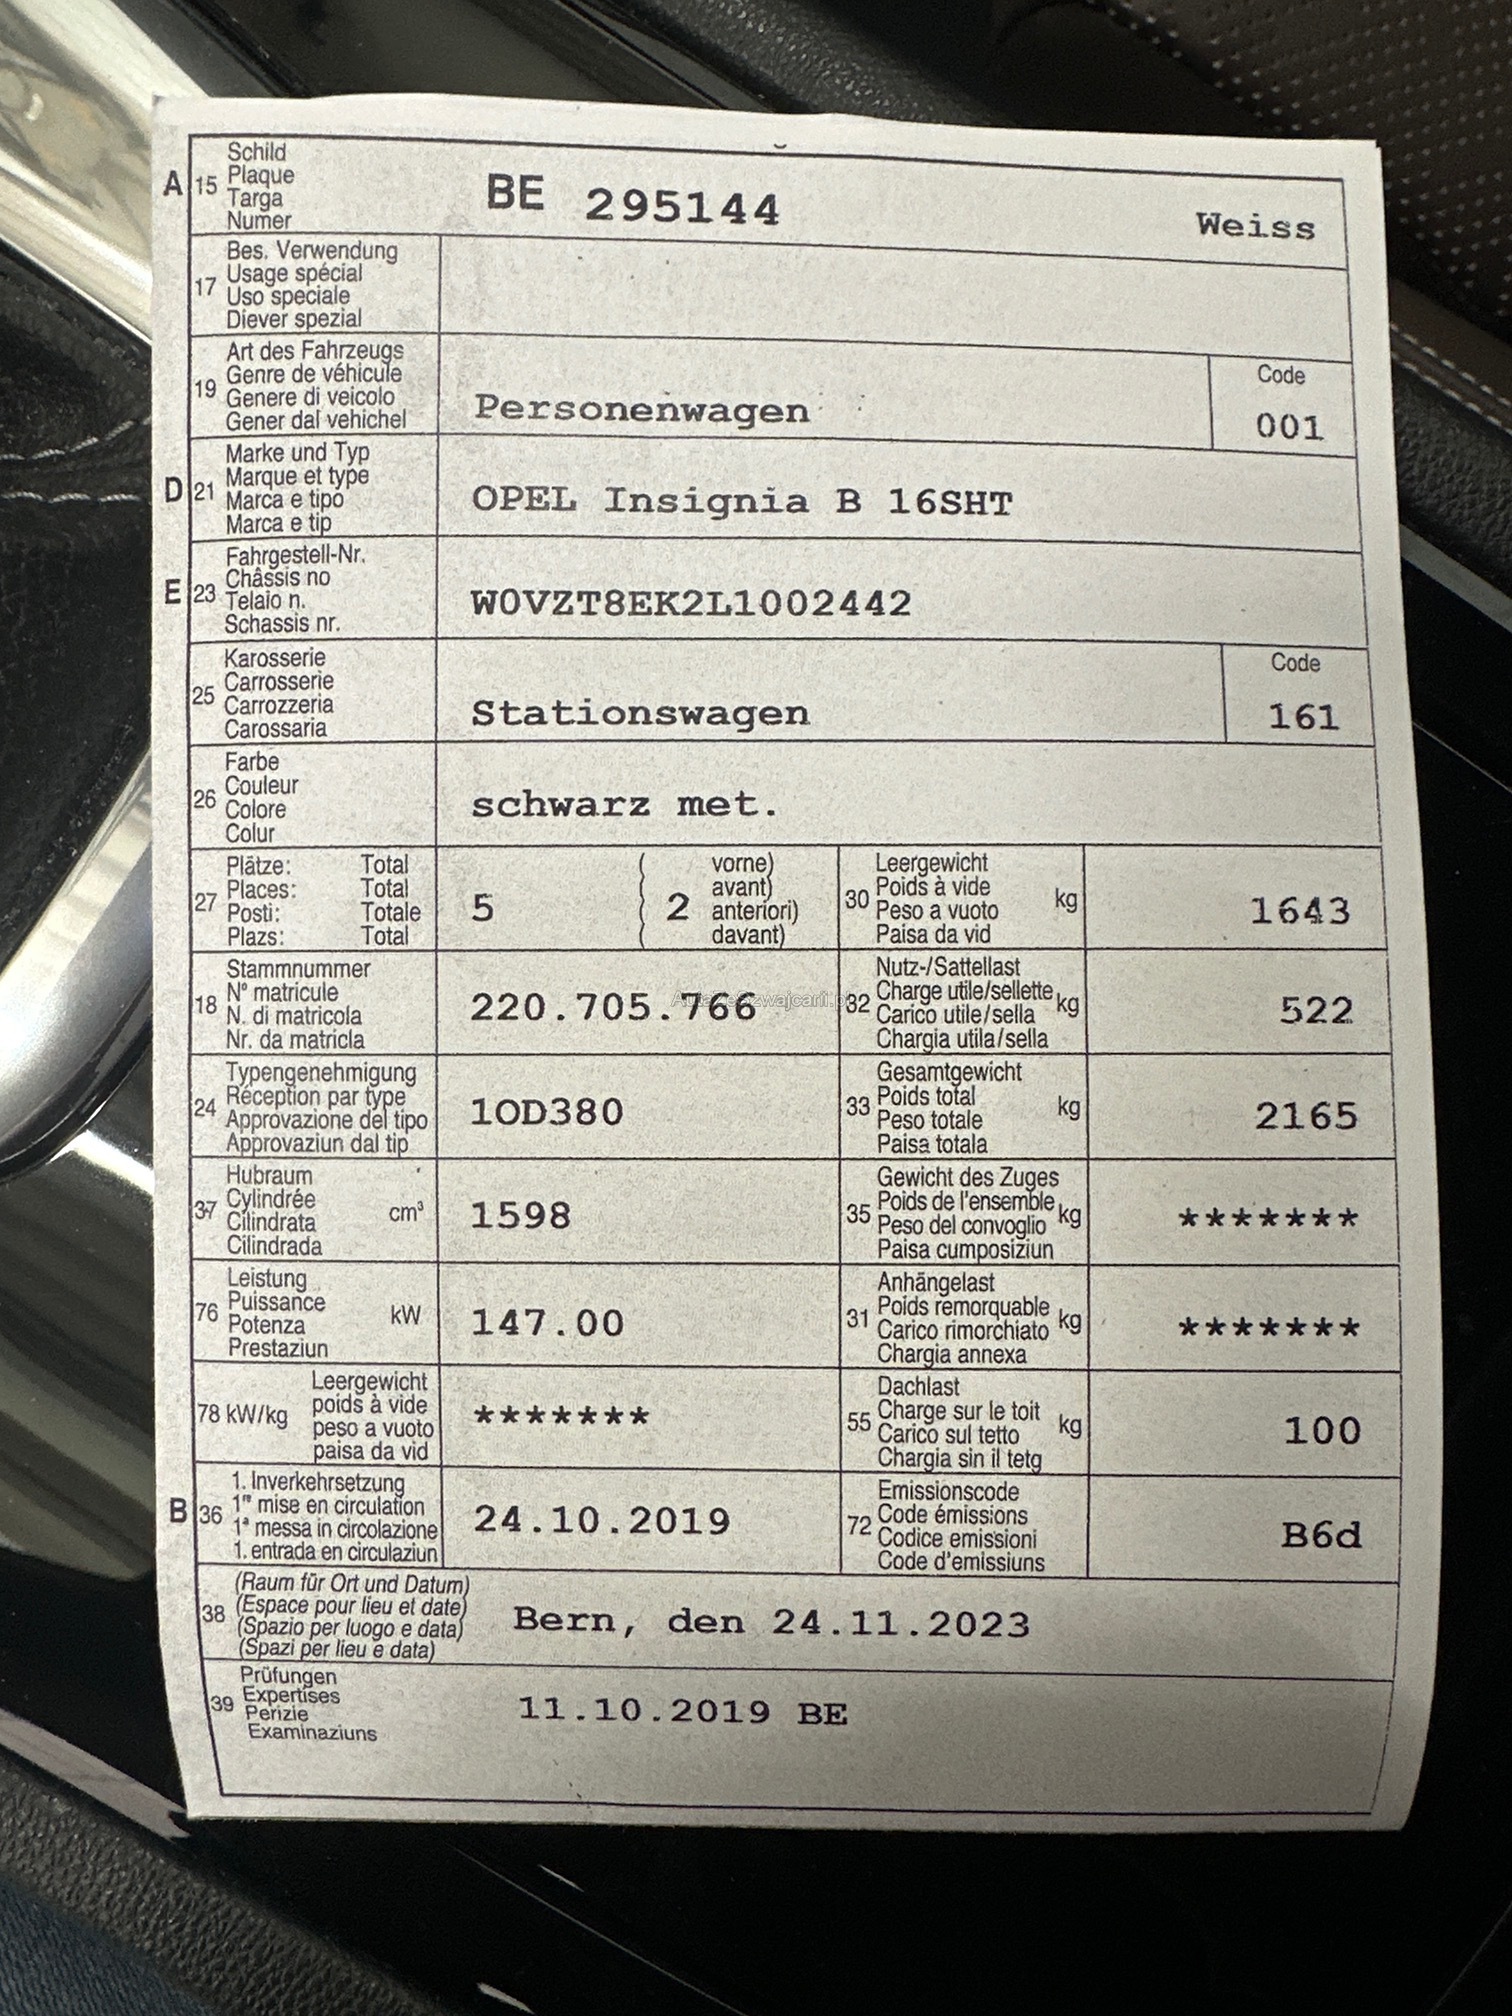 A 15 Schild
Plaque
Targa
Numer
BE 295144 Weiss
17 Bes. Verwendung
Usage spécial
Uso speciale
Diever spezial
19 Art des Fahrzeugs
Genre de véhicule
Genere di veicolo
Gener dal vehichel
Personenwagen
Code
001
D 21 Marke und Typ
Marque et type
Marca e tipo
Marca e tip
OPEL Insignia B 16SHT
E 23 Fahrgestell-Nr.
Châssis no
Telaio n.
Schassis nr.
W0VZT8EK2L1002442
25 Karosserie
Carrosserie
Carrozzeria
Carossaria
Stationswagen
Code
161
26 Farbe
Couleur
Colore
Colur
schwarz met.
27 Plätze: Total
Places: Total
Posti: Totale
Plazs: Total
5 ( 2 vorne)
( avant)
( anteriori)
( davant)
30 Leergewicht
Poids à vide
Peso a vuoto
Paisa da vid
kg
1643
18 Stammnummer
N° matricule
N. di matricola
Nr. da matricla
220.705.766
32 Nutz-/Sattellast
Charge utile/sellette
Carico utile/sella
Chargia utila/sella
kg
522
24 Typengenehmigung
Réception par type
Approvazione del tipo
Approvaziun dal tip
1OD380
33 Gesamtgewicht
Poids total
Peso totale
Paisa totala
kg
2165
37 Hubraum
Cylindrée
Cilindrata
Cilindrada
cm³
1598
35 Gewicht des Zuges
Poids de l'ensemble
Peso del convoglio
Paisa cumposiziun
kg
*******
76 Leistung
Puissance
Potenza
Prestaziun
kW
147.00
31 Anhängelast
Poids remorquable
Carico rimorchiato
Chargia annexa
kg
*******
78 kW/kg Leergewicht
poids à vide
peso a vuoto
paisa da vid
*******
55 Dachlast
Charge sur le toit
Carico sul tetto
Chargia sin il tetg
kg
100
B 36 1. Inverkehrsetzung
1re mise en circulation
1a messa in circolazione
1. entrada en circulaziun
24.10.2019
72 Emissionscode
Code émissions
Codice emissioni
Code d'emissiuns
B6d
38 (Raum für Ort und Datum)
(Espace pour lieu et date)
(Spazio per luogo e data)
(Spazi per lieu e data)
Bern, den 24.11.2023
39 Prüfungen
Expertises
Perizie
Examinaziuns
11.10.2019 BE